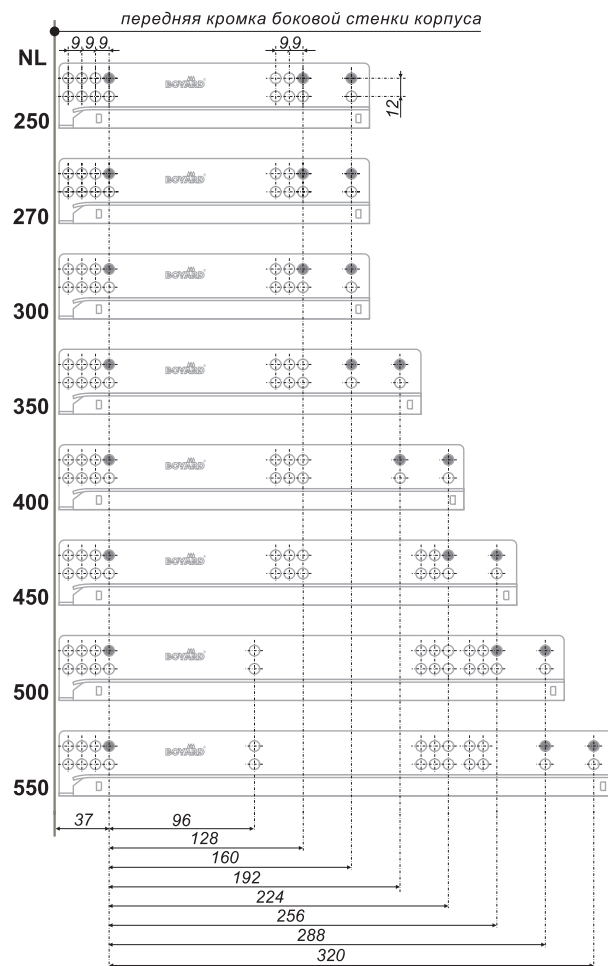 передняя кромка боковой стенки корпуса
9 9 9 9 9
NL
BOYARD
12
250
BOYARD
270
BOYARD
300
BOYARD
350
BOYARD
400
BOYARD
450
BOYARD
500
BOYARD
550
37 96
128
160
192
224
256
288
320